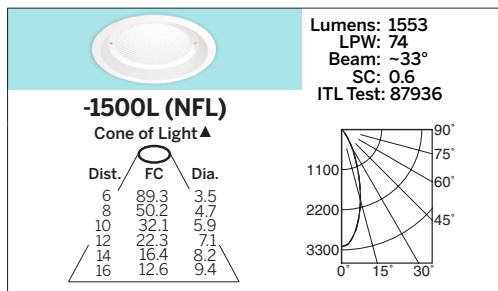 -1500L (NFL)
Cone of Light▲
Dist. FC Dia.
6 89.3 3.5
8 50.2 4.7
10 32.1 5.9
12 22.3 7.1
14 16.4 8.2
16 12.6 9.4
Lumens: 1553
LPW: 74
Beam: ~33°
SC: 0.6
ITL Test: 87936
90°
75°
1100
60°
2200
45°
3300
0° 15° 30°